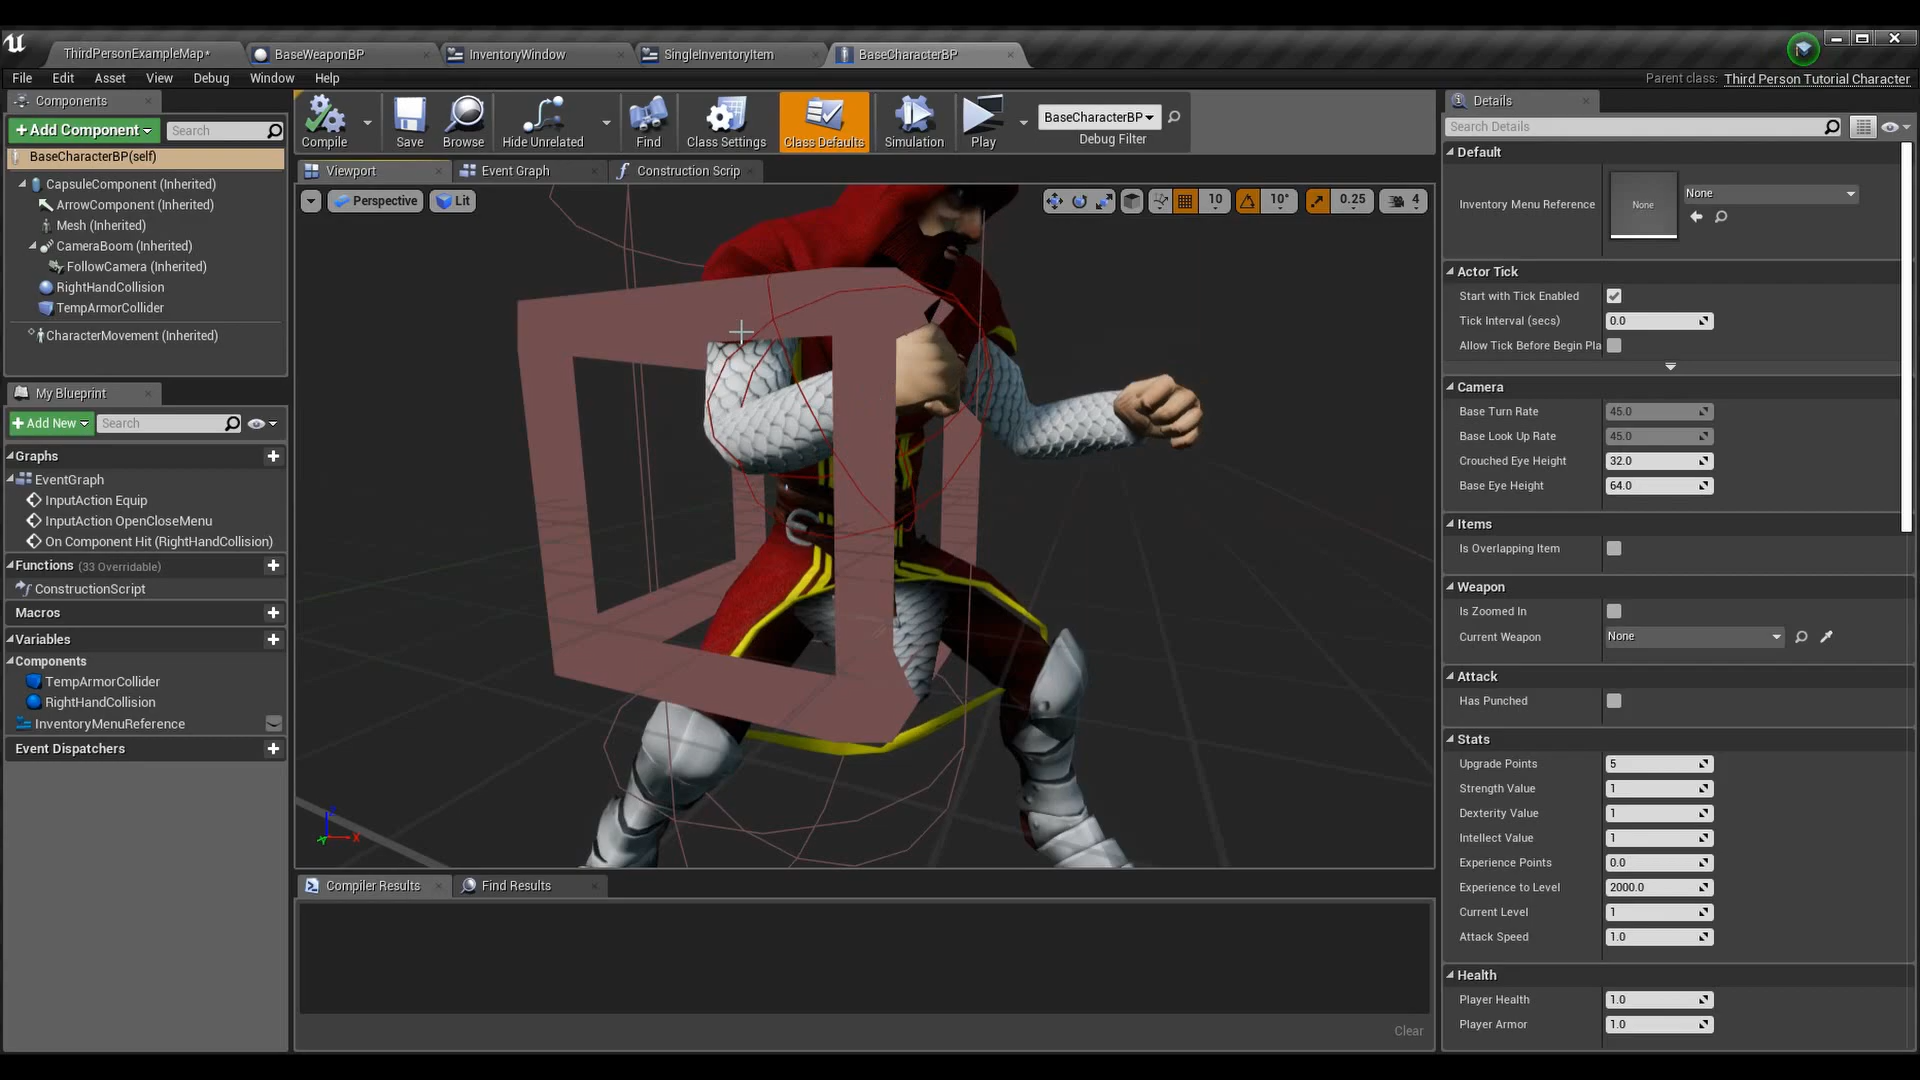 ThirdPersonExampleMap*
BaseWeaponBP
InventoryWindow
SingleInventoryItem
BaseCharacterBP
File Edit Asset View Debug Window Help
Parent class: Third Person Tutorial Character
Components
+Add Component
Search
BaseCharacterBP(self)
CapsuleComponent (Inherited)
ArrowComponent (Inherited)
Mesh (Inherited)
CameraBoom (Inherited)
FollowCamera (Inherited)
RightHandCollision
TempArmorCollider
CharacterMovement (Inherited)
My Blueprint
+Add New
Search
Graphs
EventGraph
InputAction Equip
InputAction OpenCloseMenu
On Component Hit (RightHandCollision)
Functions (33 Overridable)
ConstructionScript
Macros
Variables
Components
TempArmorCollider
RightHandCollision
InventoryMenuReference
Event Dispatchers
Compile
Save
Browse
Hide Unrelated
Find
Class Settings
Class Defaults
Simulation
Play
BaseCharacterBP
Debug Filter
Viewport
Event Graph
Construction Scrip
Perspective
Lit
10
10°
0.25
4
Z
X
Compiler Results
Find Results
Clear
Details
Search Details
Default
Inventory Menu Reference
None
None
Actor Tick
Start with Tick Enabled
Tick Interval (secs) 0.0
Allow Tick Before Begin Pla
Camera
Base Turn Rate 45.0
Base Look Up Rate 45.0
Crouched Eye Height 32.0
Base Eye Height 64.0
Items
Is Overlapping Item
Weapon
Is Zoomed In
Current Weapon None
Attack
Has Punched
Stats
Upgrade Points 5
Strength Value 1
Dexterity Value 1
Intellect Value 1
Experience Points 0.0
Experience to Level 2000.0
Current Level 1
Attack Speed 1.0
Health
Player Health 1.0
Player Armor 1.0